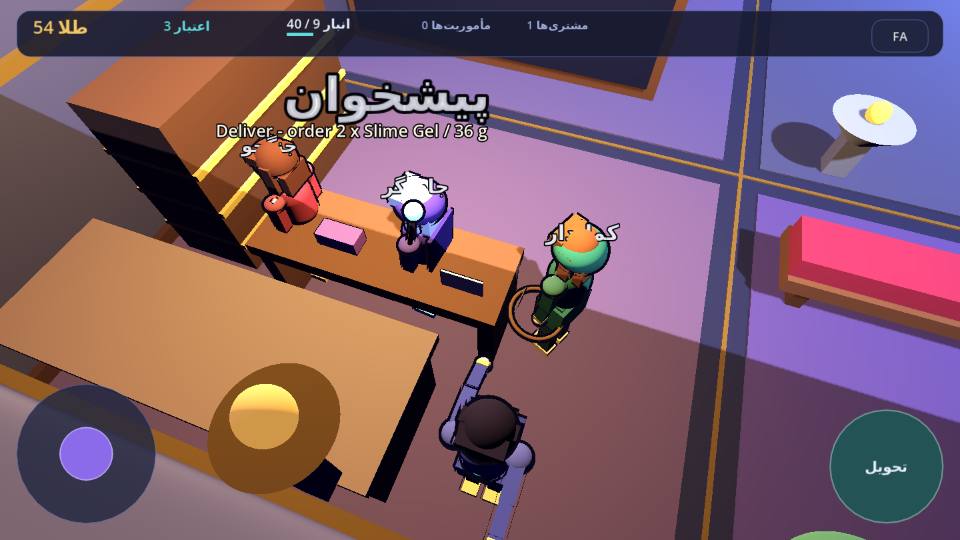 طلا 54
اعتبار 3
انبار 9 / 40
مأموریت‌ها 0
مشتری‌ها 1
FA
پیشخوان
Deliver - order 2 x Slime Gel / 36 g
تحویل